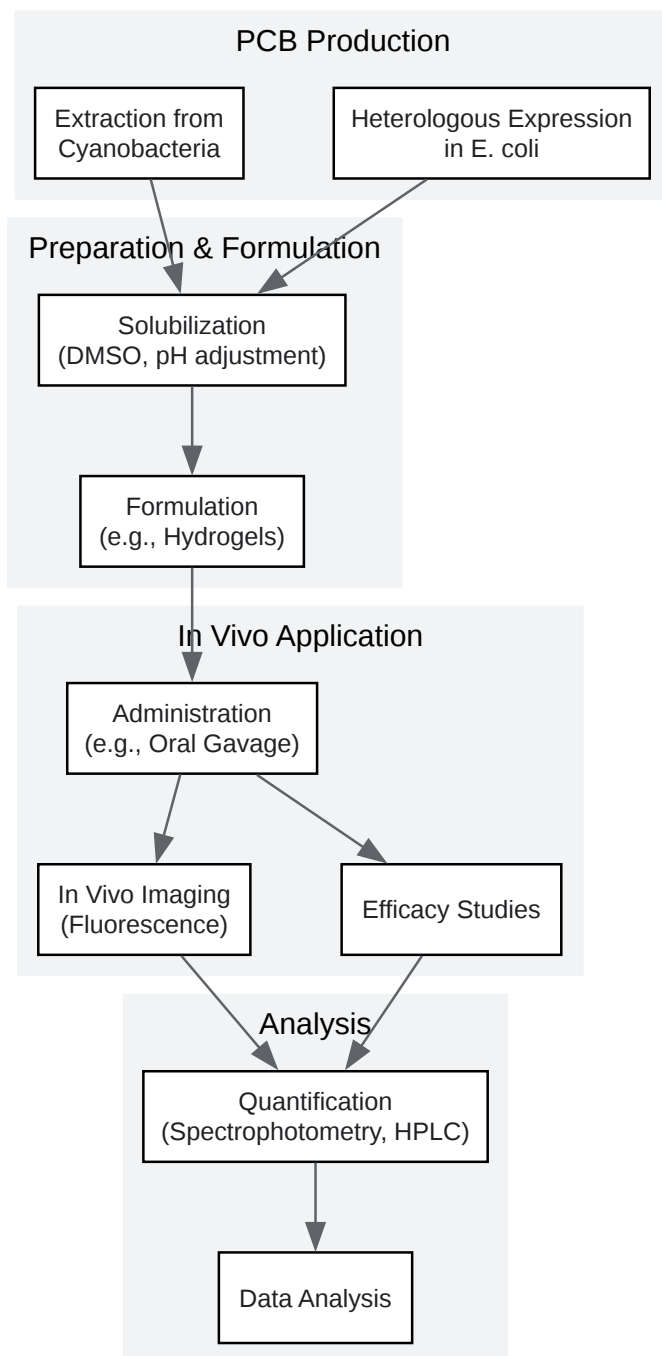 PCB Production
Extraction from
Cyanobacteria
Heterologous Expression
in E. coli
Preparation & Formulation
Solubilization
(DMSO, pH adjustment)
Formulation
(e.g., Hydrogels)
In Vivo Application
Administration
(e.g., Oral Gavage)
In Vivo Imaging
(Fluorescence)
Efficacy Studies
Analysis
Quantification
(Spectrophotometry, HPLC)
Data Analysis